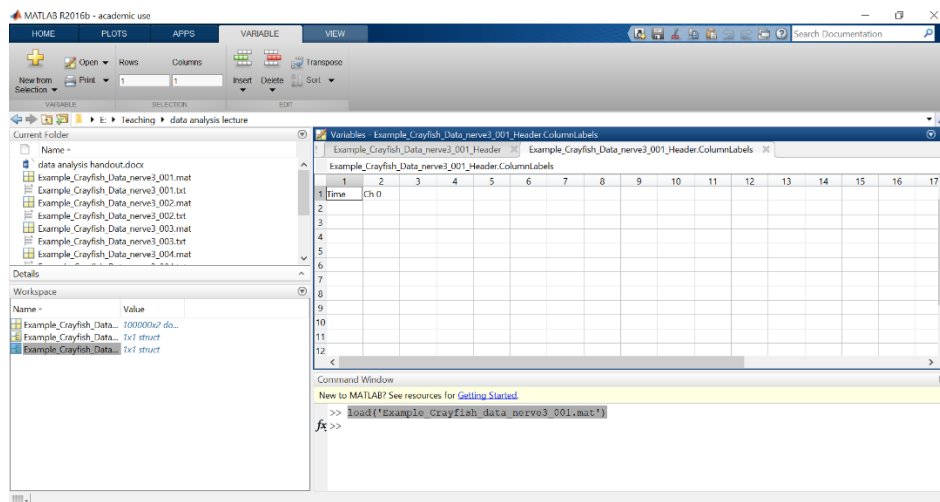 MATLAB R2016b - academic use
HOME PLOTS APPS VARIABLE VIEW
Search Documentation
New from Selection
Open
Print
Rows Columns
1 1
Insert Delete
Transpose
Sort
VARIABLE SELECTION EDIT
E: Teaching data analysis lecture
Current Folder
Name
data analysis handout.docx
Example_Crayfish_Data_nerve3_001.mat
Example_Crayfish_Data_nerve3_001.txt
Example_Crayfish_Data_nerve3_002.mat
Example_Crayfish_Data_nerve3_002.txt
Example_Crayfish_Data_nerve3_003.mat
Example_Crayfish_Data_nerve3_003.txt
Example_Crayfish_Data_nerve3_004.mat
Details
Workspace
Name Value
Example_Crayfish_Data... 100000x2 do...
Example_Crayfish_Data... 1x1 struct
Example_Crayfish_Data... 1x1 struct
Variables - Example_Crayfish_Data_nerve3_001_Header.ColumnLabels
Example_Crayfish_Data_nerve3_001_Header Example_Crayfish_Data_nerve3_001_Header.ColumnLabels
Example_Crayfish_Data_nerve3_001_Header.ColumnLabels
1 2 3 4 5 6 7 8 9 10 11 12 13 14 15 16 17
1 Time Ch 0
2
3
4
5
6
7
8
9
10
11
12
Command Window
New to MATLAB? See resources for Getting Started.
>> load('Example_Crayfish_data_nerve3_001.mat')
fx >>